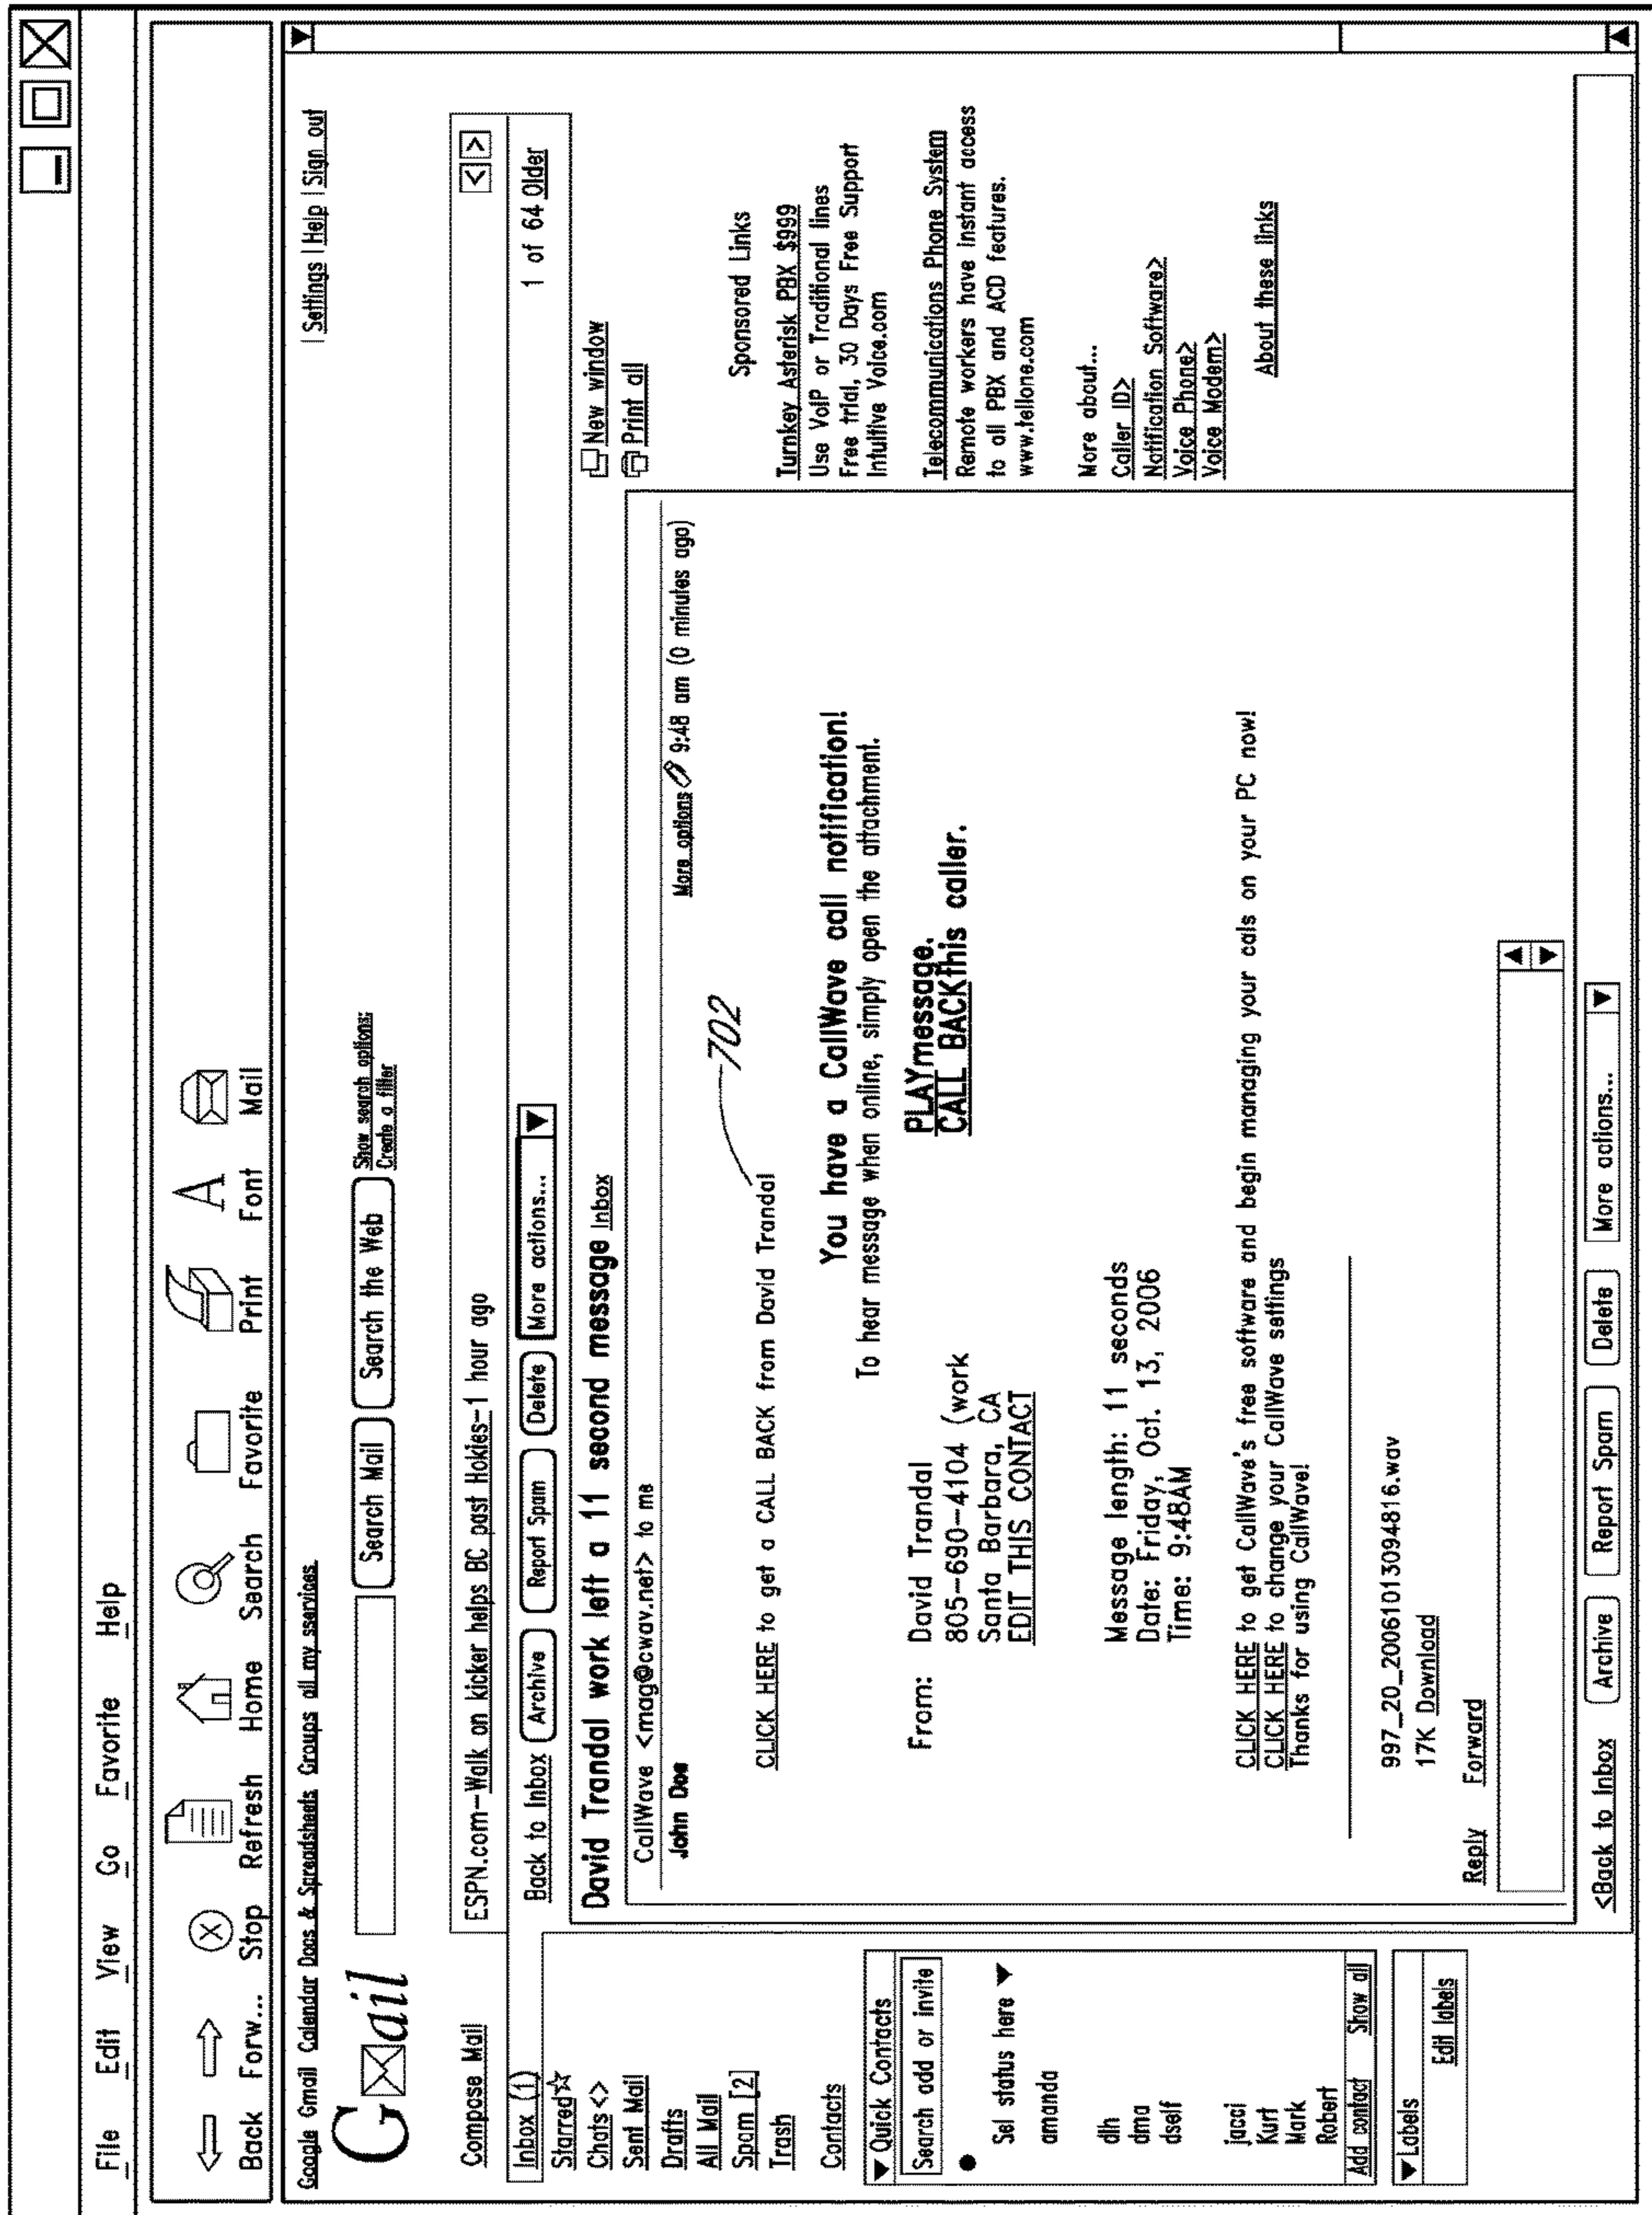 File Edit View Go Favorite Help
Back Forw... Stop Refresh Home Search Favorite Print Font Mail
Google Gmail Calendar Docs & Spreadsheets Groups all my sservices
| Settings | Help | Sign out
G ail
Search Mail Search the Web
Show search options;
Create a filter
Compose Mail
Inbox (1)
Starred
Chats<>
Sent Mail
Drafts
All Mail
Spam [2]
Trash
Contacts
Quick Contacts
Search add or invite
Sel status here
amanda
dlh
dma
dself
jacci
Kurt
Mark
Robert
Add contact Show all
Labels
Edit labels
ESPN.com-Walk on kicker helps BC past Hokies-1 hour ago
< >
Back to Inbox Archive Report Spam Delete More actions...
1 of 64 Older
David Trandal work left a 11 second message Inbox
New window
Print all
CallWave <mag@cwav.net> to me
John Doe
More options 9:48 am (0 minutes ago)
702
CLICK HERE to get a CALL BACK from David Trandal
You have a CallWave call notification!
To hear message when online, simply open the attachment.
From: David Trandal
805-690-4104 (work
Santa Barbara, CA
EDIT THIS CONTACT
PLAYmessage.
CALL BACKthis caller.
Message length: 11 seconds
Date: Friday, Oct. 13, 2006
Time: 9:48AM
CLICK HERE to get CallWave's free software and begin managing your cals on your PC now!
CLICK HERE to change your CallWave settings
Thanks for using CallWave!
997_20_20061013094816.wav
17K Download
Reply Forward
<Back to Inbox Archive Report Spam Delete More actions...
Sponsored Links
Turnkey Asterisk PBX $999
Use VoIP or Traditional lines
Free trial, 30 Days Free Support
Intuitive Voice.com
Telecommunications Phone System
Remote workers have instant access
to all PBX and ACD features.
www.tellone.com
More about...
Caller ID>
Notification Software>
Voice Phone>
Voice Modem>
About these links